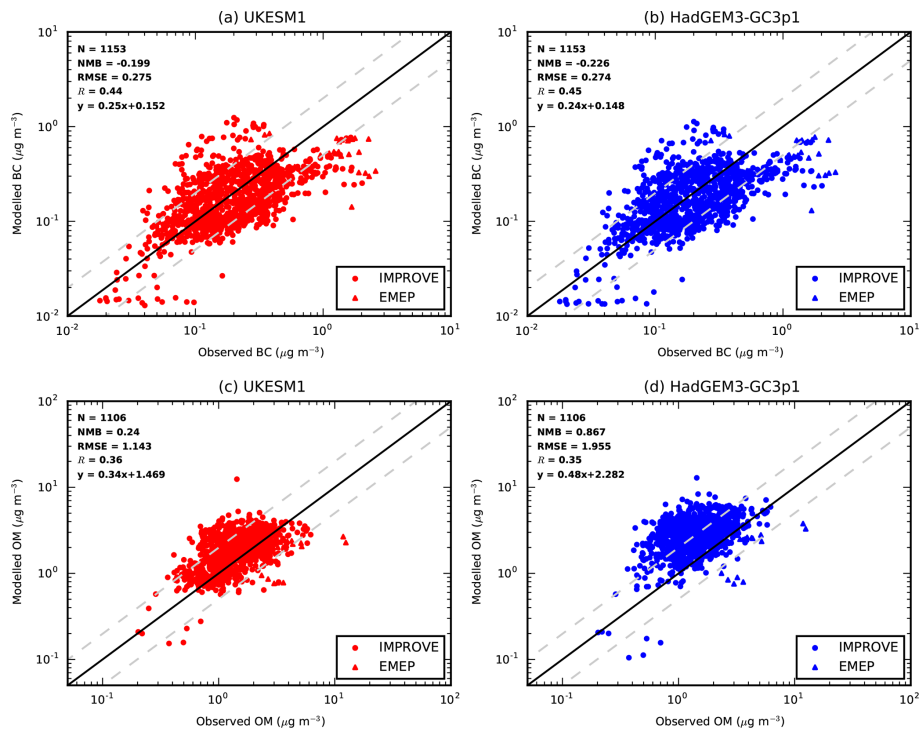 (a) UKESM1
N = 1153
NMB = -0.199
RMSE = 0.275
R = 0.44
y = 0.25x+0.152
10¹
10⁰
10⁻¹
10⁻²
Modelled BC (μg m⁻³)
IMPROVE
EMEP
10⁻² 10⁻¹ 10⁰ 10¹
Observed BC (μg m⁻³)
(b) HadGEM3-GC3p1
N = 1153
NMB = -0.226
RMSE = 0.274
R = 0.45
y = 0.24x+0.148
10¹
10⁰
10⁻¹
10⁻²
Modelled BC (μg m⁻³)
IMPROVE
EMEP
10⁻² 10⁻¹ 10⁰ 10¹
Observed BC (μg m⁻³)
(c) UKESM1
N = 1106
NMB = 0.24
RMSE = 1.143
R = 0.36
y = 0.34x+1.469
10²
10¹
10⁰
10⁻¹
Modelled OM (μg m⁻³)
IMPROVE
EMEP
10⁻¹ 10⁰ 10¹ 10²
Observed OM (μg m⁻³)
(d) HadGEM3-GC3p1
N = 1106
NMB = 0.867
RMSE = 1.955
R = 0.35
y = 0.48x+2.282
10²
10¹
10⁰
10⁻¹
Modelled OM (μg m⁻³)
IMPROVE
EMEP
10⁻¹ 10⁰ 10¹ 10²
Observed OM (μg m⁻³)